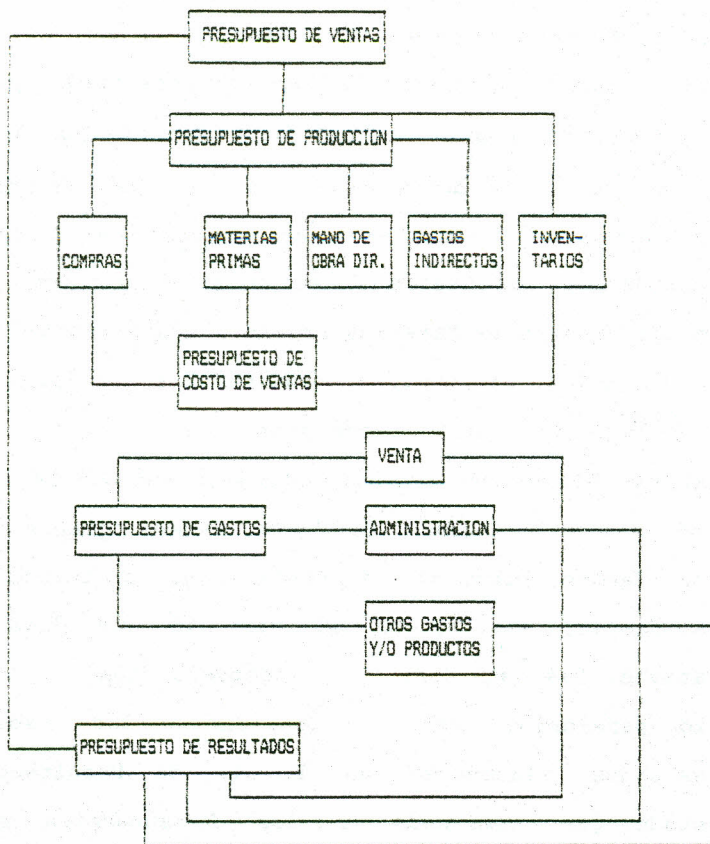 PRESUPUESTO DE VENTAS
PRESUPUESTO DE PRODUCCION
COMPRAS
MATERIAS
PRIMAS
MANO DE
OBRA DIR.
GASTOS
INDIRECTOS
INVEN-
TARIOS
PRESUPUESTO DE
COSTO DE VENTAS
VENTA
PRESUPUESTO DE GASTOS
ADMINISTRACION
OTROS GASTOS
Y/O PRODUCTOS
PRESUPUESTO DE RESULTADOS